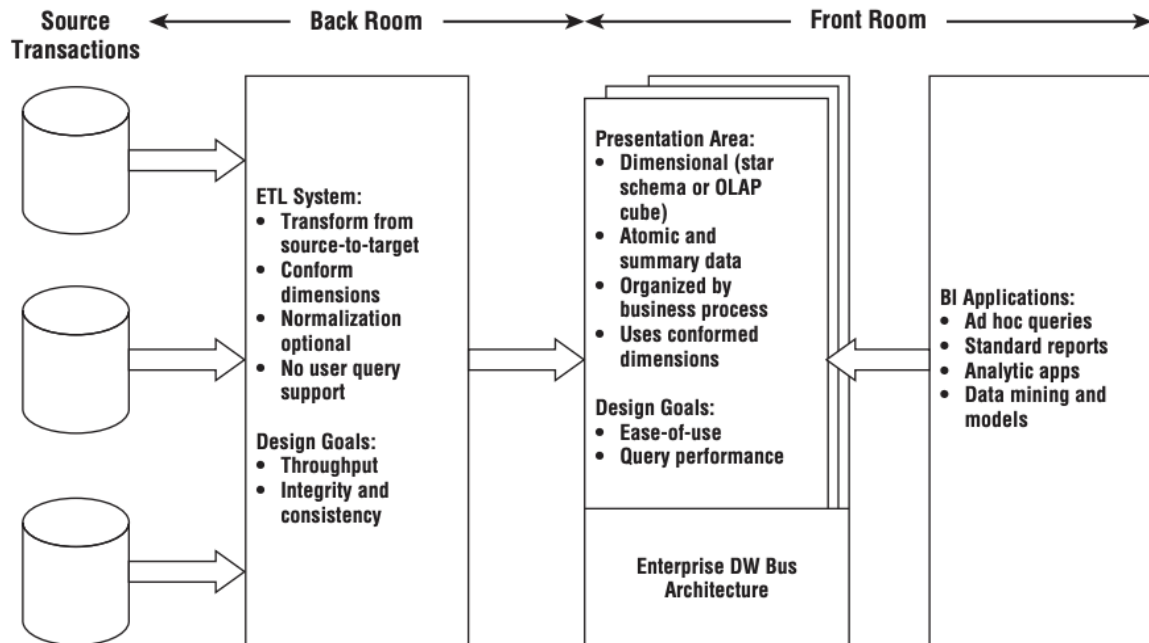 Source
Transactions
Back Room
Front Room
ETL System:
• Transform from
source-to-target
• Conform
dimensions
• Normalization
optional
• No user query
support
Design Goals:
• Throughput
• Integrity and
consistency
Presentation Area:
• Dimensional (star
schema or OLAP
cube)
• Atomic and
summary data
• Organized by
business process
• Uses conformed
dimensions
Design Goals:
• Ease-of-use
• Query performance
Enterprise DW Bus
Architecture
BI Applications:
• Ad hoc queries
• Standard reports
• Analytic apps
• Data mining and
models